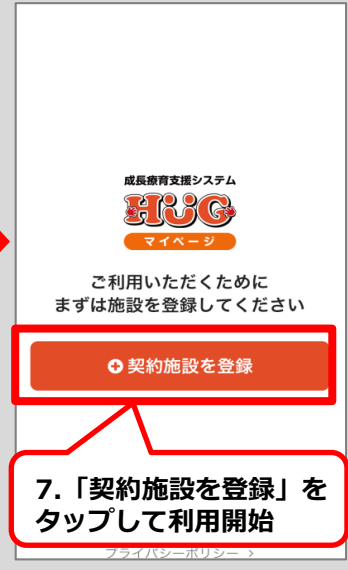 成長療育支援システム
HUG
マイページ
ご利用いただくために
まずは施設を登録してください
契約施設を登録
7.「契約施設を登録」を
タップして利用開始
プライバシーポリシー >